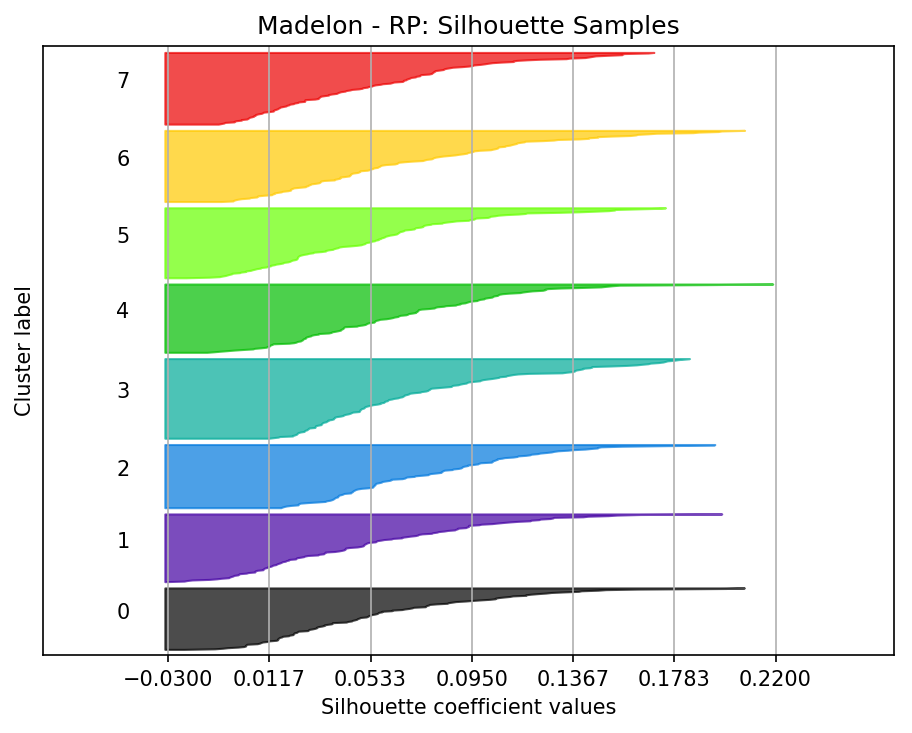 Madelon - RP: Silhouette Samples
Cluster label
7
6
5
4
3
2
1
0
−0.0300 0.0117 0.0533 0.0950 0.1367 0.1783 0.2200
Silhouette coefficient values